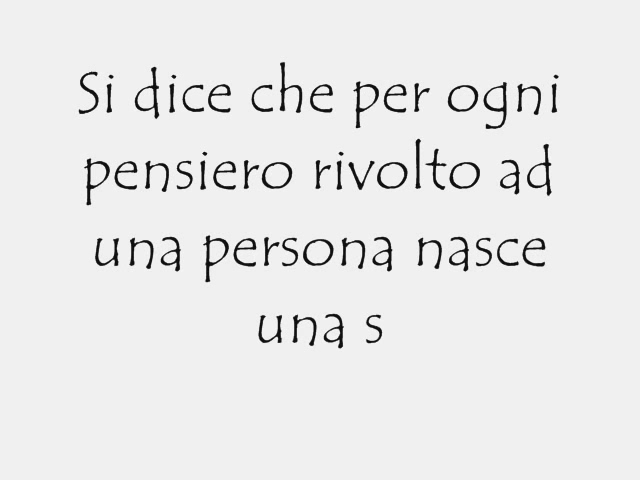 Si dice che per ogni
pensiero rivolto ad
una persona nasce
una s